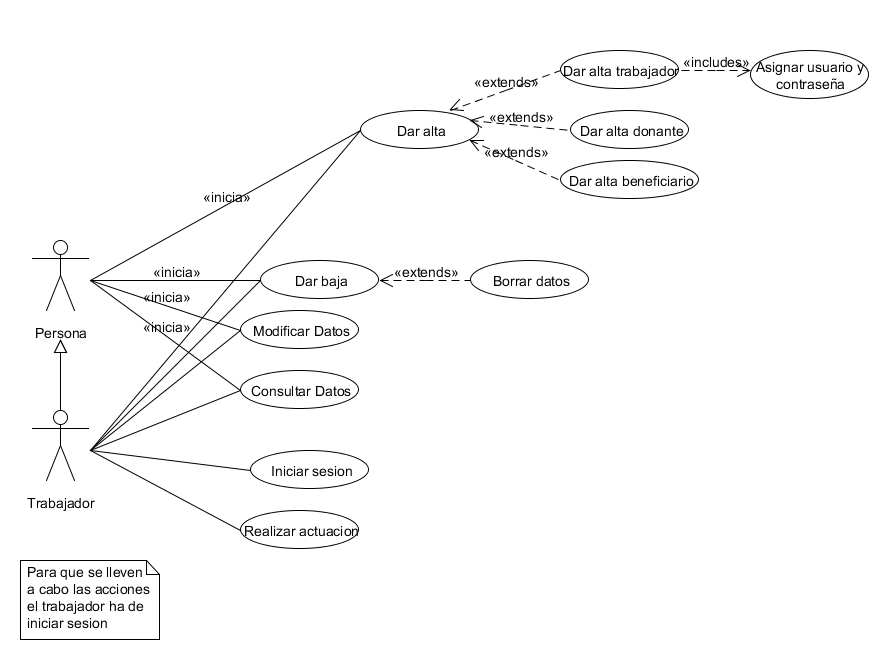 «extends»
Dar alta trabajador
«includes»
Asignar usuario y
contraseña
Dar alta
«extends»
Dar alta donante
«extends»
Dar alta beneficiario
«inicia»
«inicia»
Dar baja
«extends»
Borrar datos
«inicia»
Modificar Datos
Persona
«inicia»
Consultar Datos
Iniciar sesion
Trabajador
Realizar actuacion
Para que se lleven
a cabo las acciones
el trabajador ha de
iniciar sesion